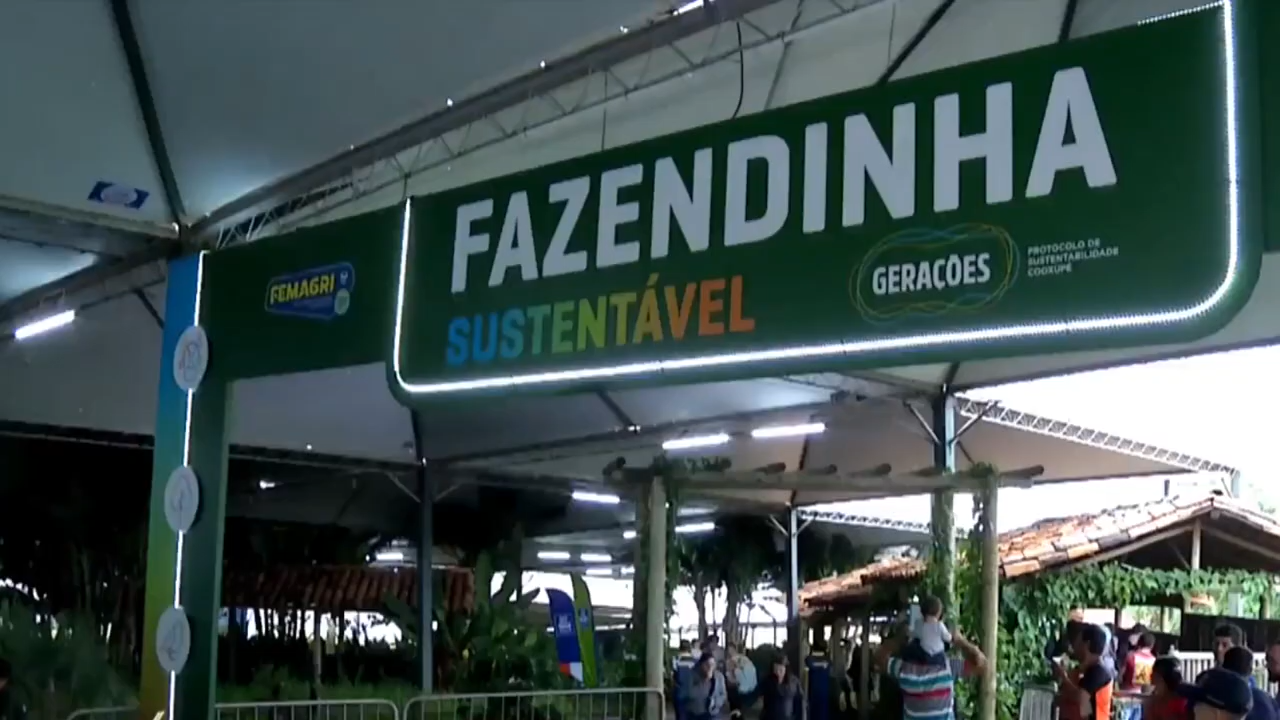 FAZENDINHA
SUSTENTÁVEL
FEMAGRI
GERAÇÕES
PROTOCOLO DE
SUSTENTABILIDADE
COOXUPÉ